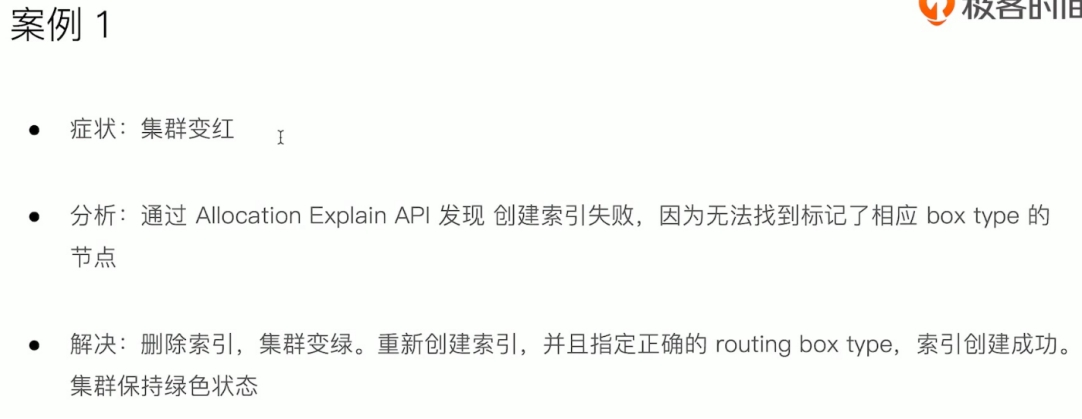 极客时间
案例 1
● 症状：集群变红
● 分析：通过 Allocation Explain API 发现 创建索引失败，因为无法找到标记了相应 box type 的
节点
● 解决：删除索引，集群变绿。重新创建索引，并且指定正确的 routing box type，索引创建成功。
集群保持绿色状态